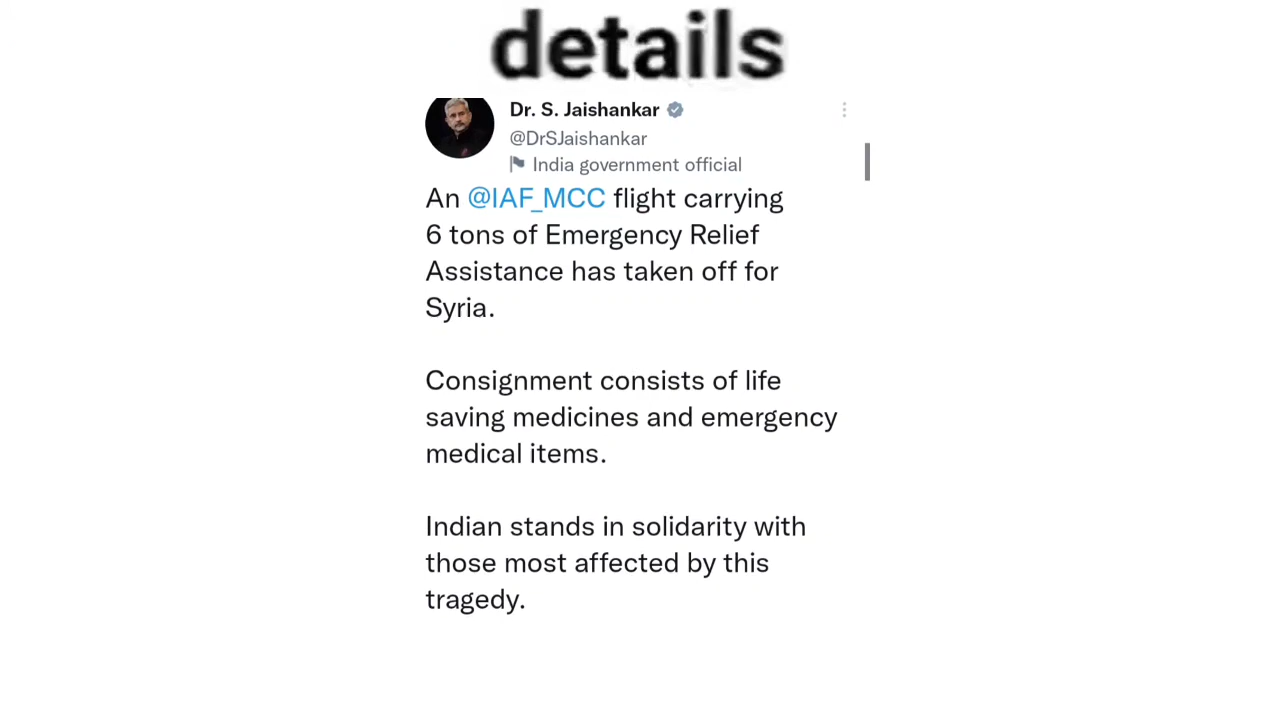 details
Dr. S. Jaishankar
@DrSJaishankar
India government official
An @IAF_MCC flight carrying
6 tons of Emergency Relief
Assistance has taken off for
Syria.
Consignment consists of life
saving medicines and emergency
medical items.
Indian stands in solidarity with
those most affected by this
tragedy.